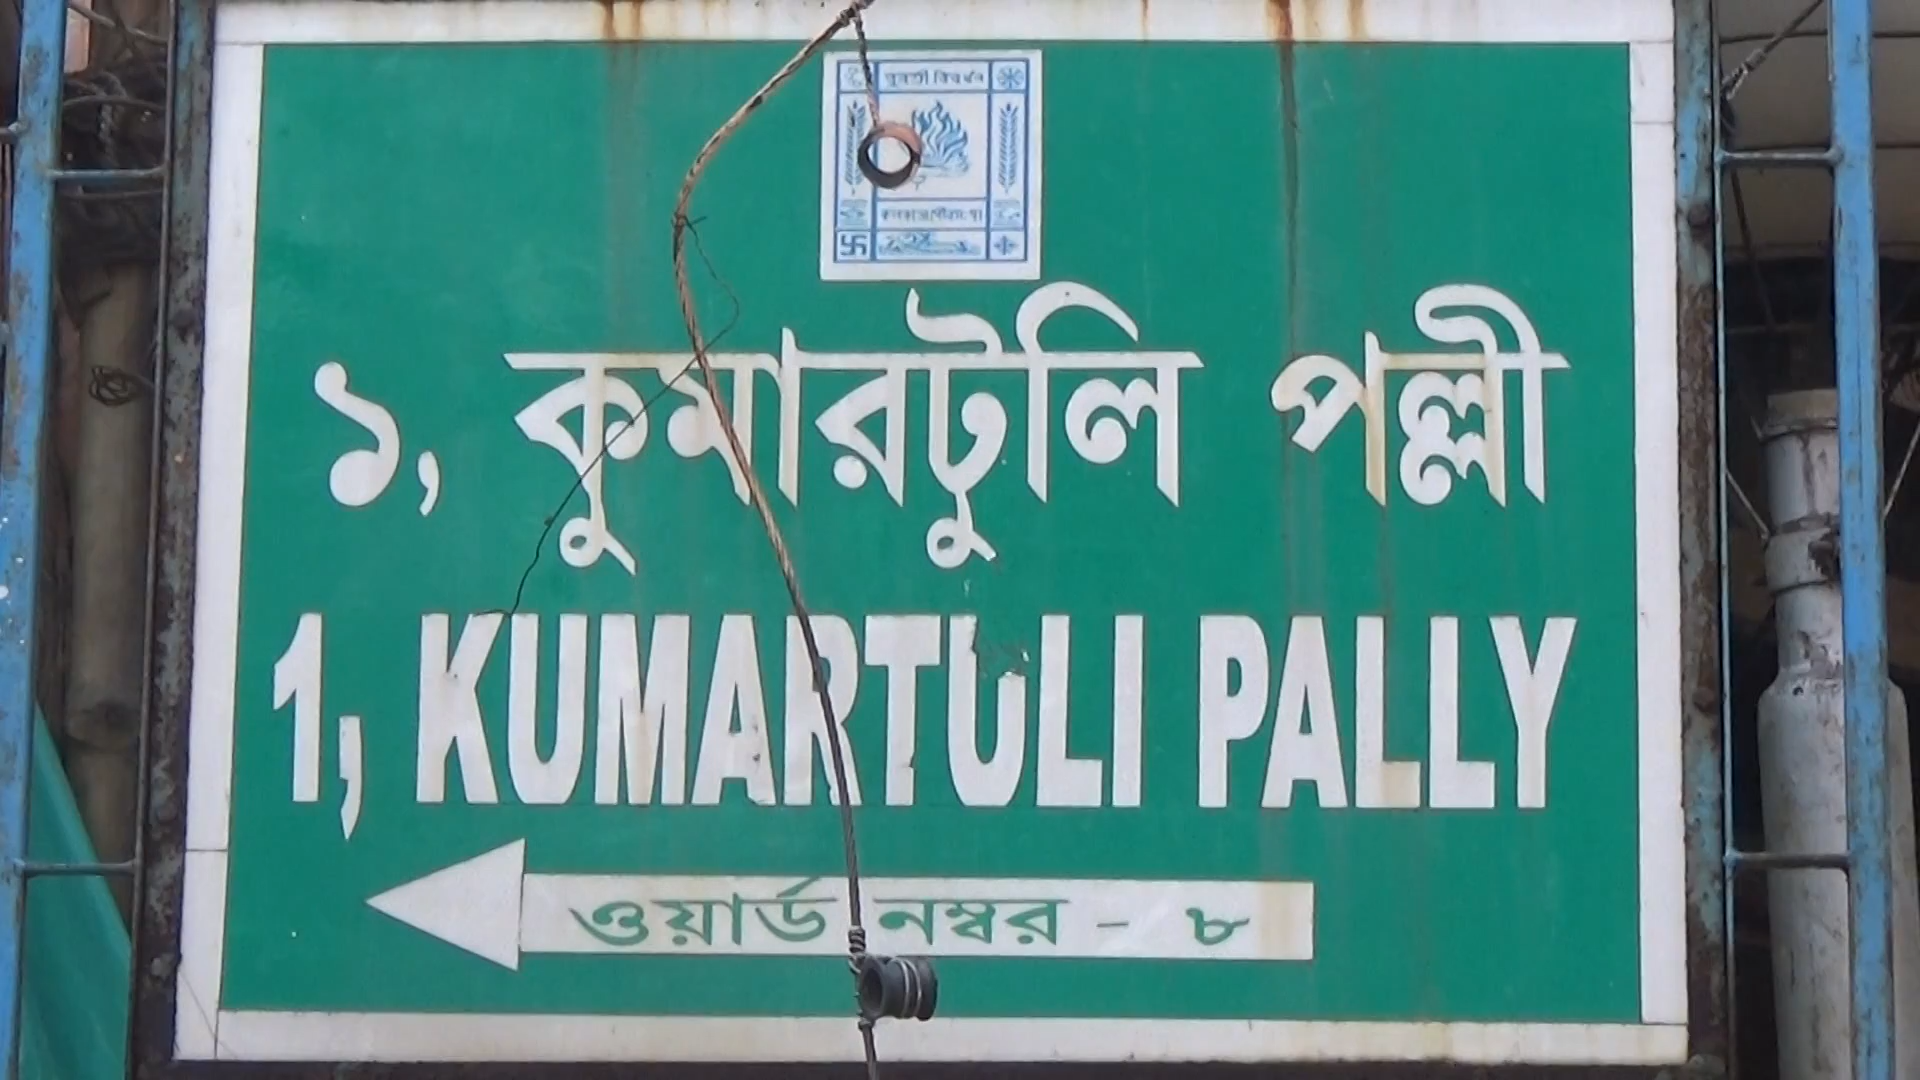 ১, কুমারটুলি পল্লী
1, KUMARTULI PALLY
ওয়ার্ড নম্বর - ৮